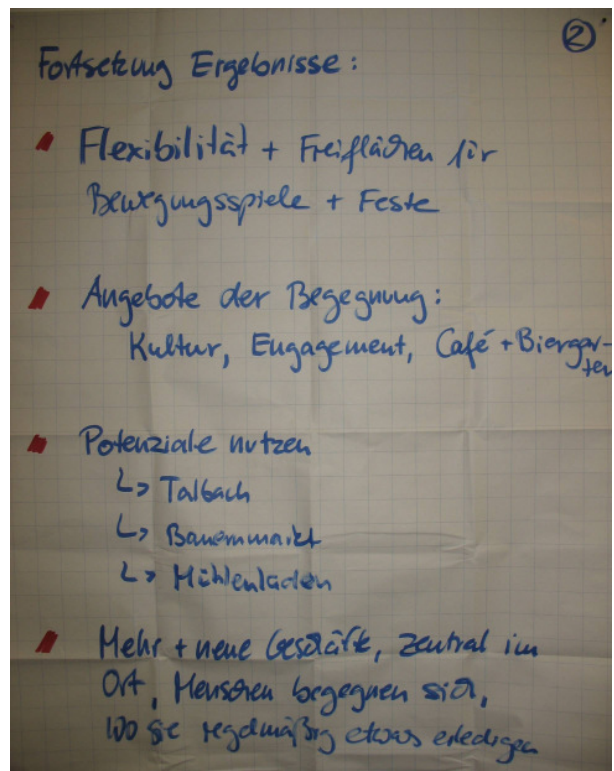 ②
Fortsetzung Ergebnisse:
Flexibilität + Freiflächen für
Bewegungsspiele + Feste
Angebote der Begegnung:
Kultur, Engagement, Café + Biergar-
ten
Potenziale nutzen
↳ Talbach
↳ Bauernmarkt
↳ Mühlenladen
Mehr + neue Geschäfte, zentral im
Ort, Menschen begegnen sich,
wo sie regelmäßig etwas erledigen